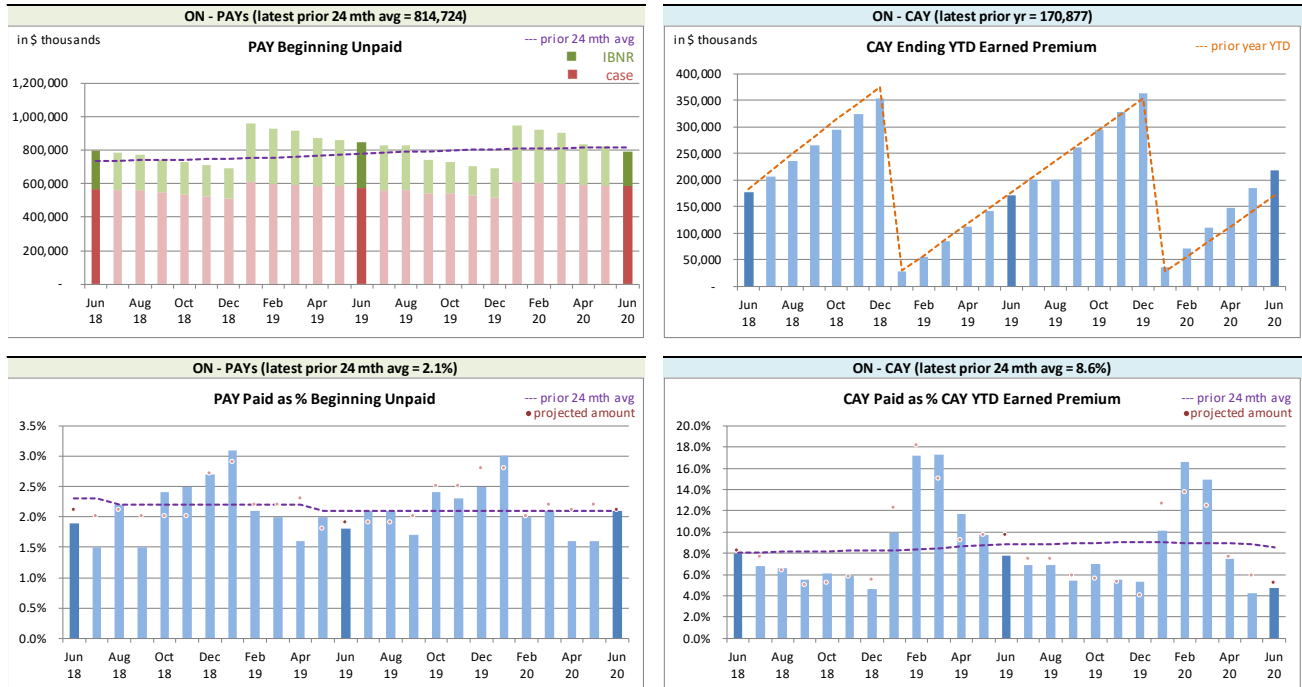 ON - PAYs (latest prior 24 mth avg = 814,724)
in $ thousands
PAY Beginning Unpaid
--- prior 24 mth avg
IBNR
case
1,200,000
1,000,000
800,000
600,000
400,000
200,000
-
Jun Aug Oct Dec Feb Apr Jun Aug Oct Dec Feb Apr Jun
18 18 18 18 19 19 19 19 19 19 20 20 20
ON - CAY (latest prior yr = 170,877)
in $ thousands
CAY Ending YTD Earned Premium
--- prior year YTD
400,000
350,000
300,000
250,000
200,000
150,000
100,000
50,000
-
Jun Aug Oct Dec Feb Apr Jun Aug Oct Dec Feb Apr Jun
18 18 18 18 19 19 19 19 19 19 20 20 20
ON - PAYs (latest prior 24 mth avg = 2.1%)
PAY Paid as % Beginning Unpaid
--- prior 24 mth avg
projected amount
3.5%
3.0%
2.5%
2.0%
1.5%
1.0%
0.5%
0.0%
Jun Aug Oct Dec Feb Apr Jun Aug Oct Dec Feb Apr Jun
18 18 18 18 19 19 19 19 19 19 20 20 20
ON - CAY (latest prior 24 mth avg = 8.6%)
CAY Paid as % CAY YTD Earned Premium
--- prior 24 mth avg
projected amount
20.0%
18.0%
16.0%
14.0%
12.0%
10.0%
8.0%
6.0%
4.0%
2.0%
0.0%
Jun Aug Oct Dec Feb Apr Jun Aug Oct Dec Feb Apr Jun
18 18 18 18 19 19 19 19 19 19 20 20 20